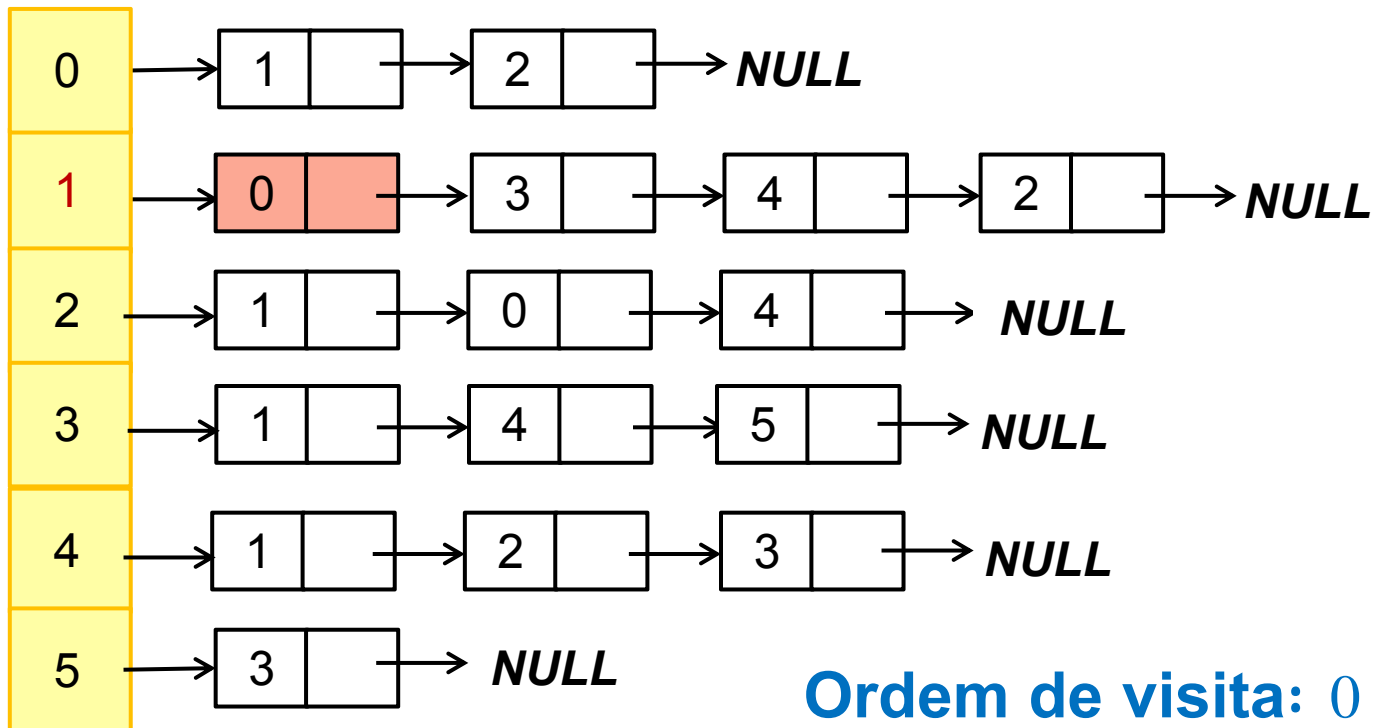 0 1 2 NULL
1 0 3 4 2 NULL
2 1 0 4 NULL
3 1 4 5 NULL
4 1 2 3 NULL
5 3 NULL
Ordem de visita: 0